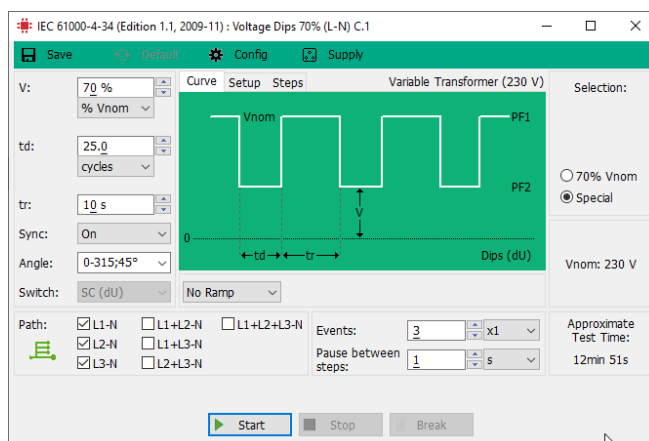 IEC 61000-4-34 (Edition 1.1, 2009-11) : Voltage Dips 70% (L-N) C.1
Save Default Config Supply
V: 70 %
% Vnom
td: 25.0
cycles
tr: 10 s
Sync: On
Angle: 0-315;45°
Switch: SC (dU)
Curve Setup Steps Variable Transformer (230 V)
Vnom PF1
PF2
V
0
td tr Dips (dU)
No Ramp
Selection:
70% Vnom
Special
Vnom: 230 V
Path: L1-N L1+L2-N L1+L2+L3-N
L2-N L1+L3-N
L3-N L2+L3-N
Events: 3 x1
Pause between
steps: 1 s
Approximate
Test Time:
12min 51s
Start Stop Break